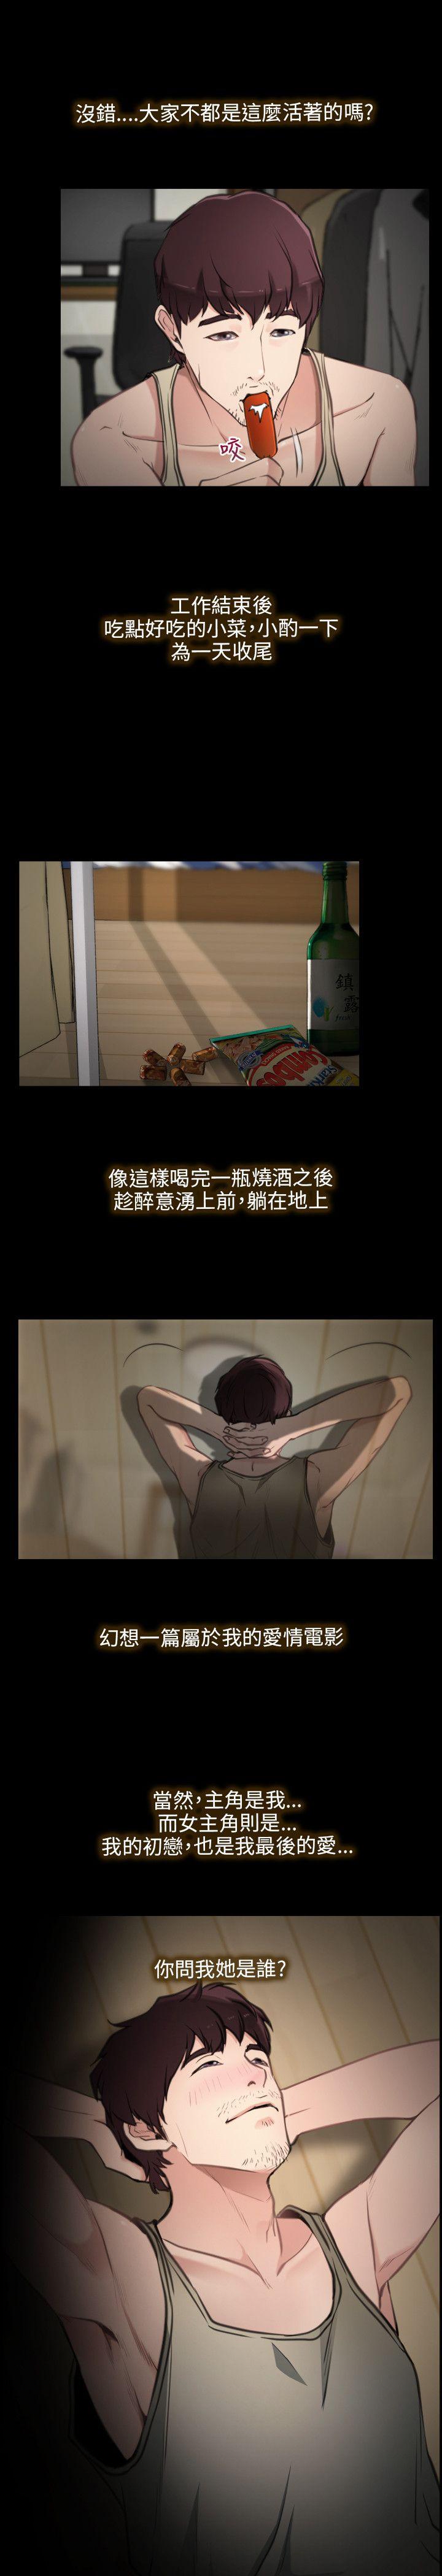 沒錯....大家不都是這麼活著的嗎?
咬
工作結束後
吃點好吃的小菜,小酌一下
為一天收尾
鎮
露
Combos
像這樣喝完一瓶燒酒之後
趁醉意湧上前,躺在地上
幻想一篇屬於我的愛情電影
當然,主角是我...
而女主角則是...
我的初戀,也是我最後的愛...
你問我她是誰?